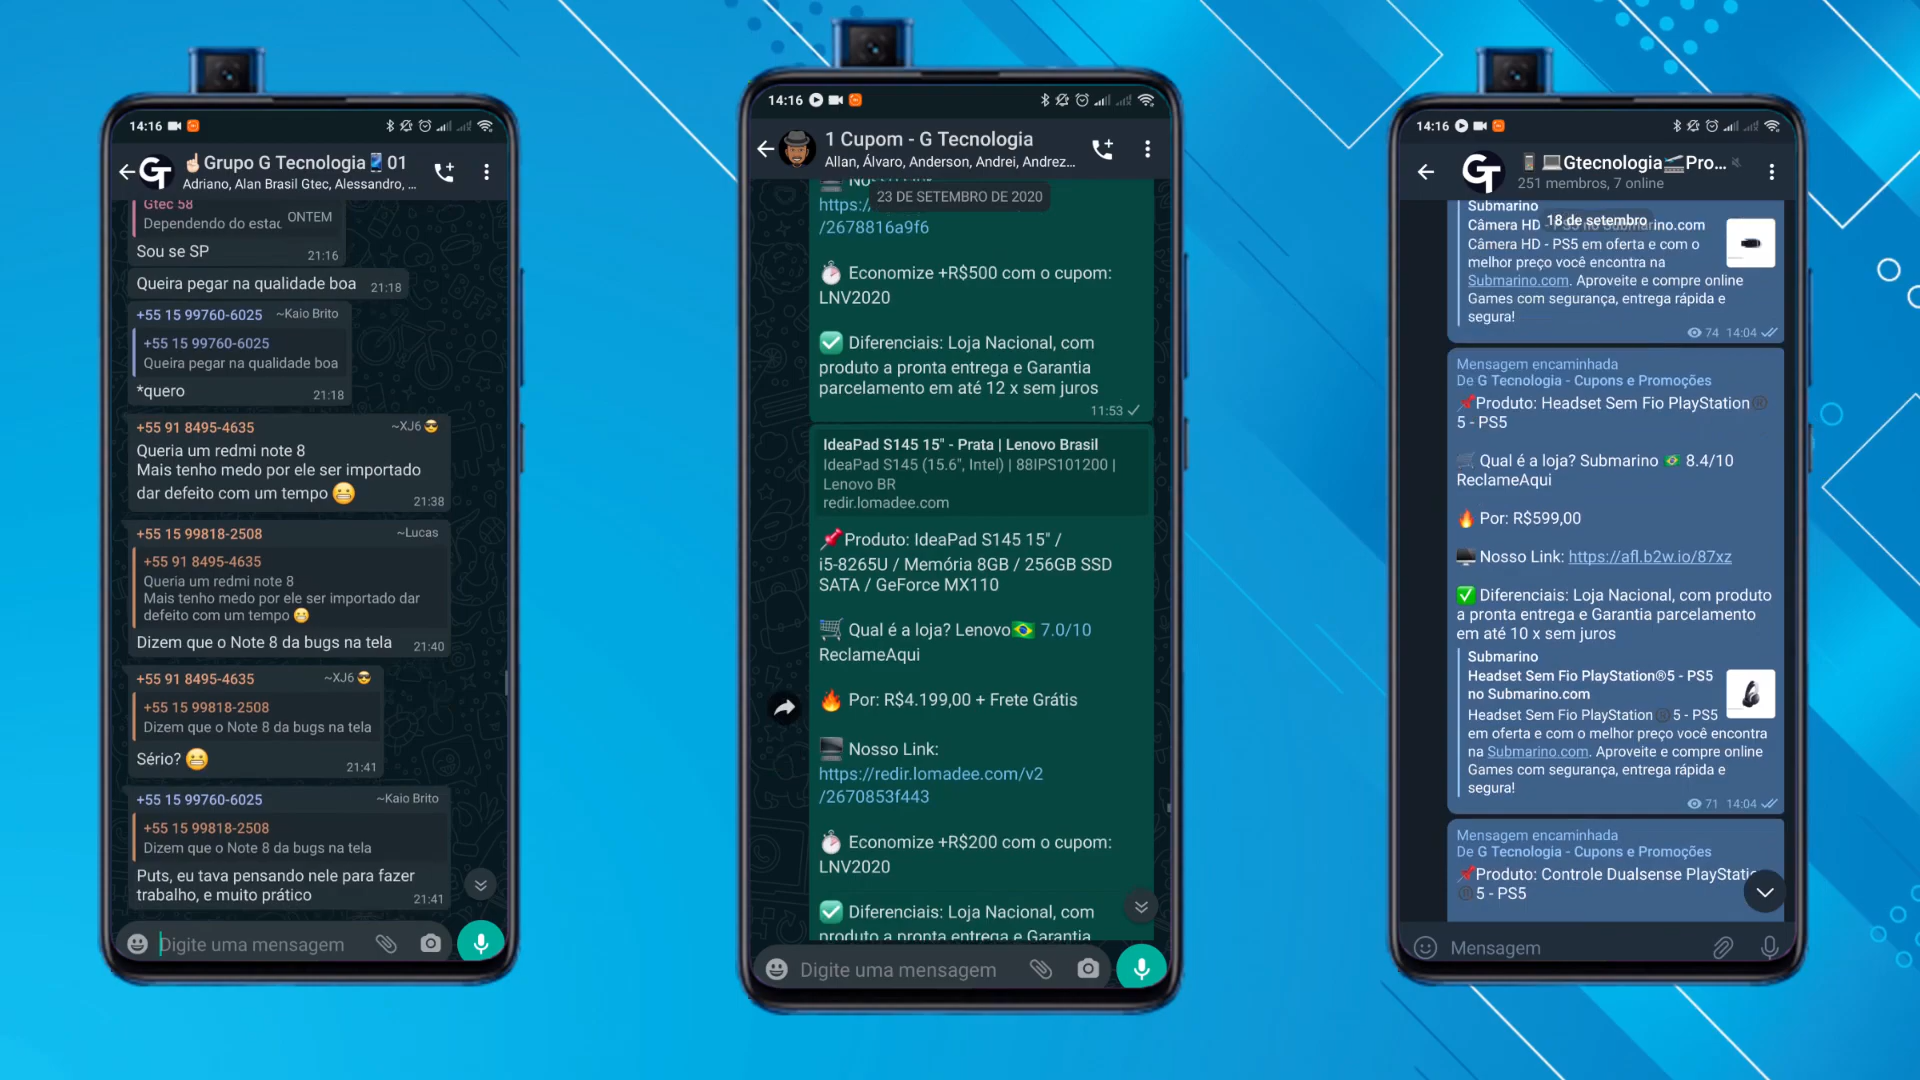 14:16
Grupo G Tecnologia 01
Adriano, Alan Brasil Gtec, Alessandro, ...
Gtec 58
Dependendo do estac
ONTEM
Sou se SP
21:16
Queira pegar na qualidade boa
21:18
+55 15 99760-6025 ~Kaio Brito
+55 15 99760-6025
Queira pegar na qualidade boa
*quero
21:18
+55 91 8495-4635 ~XJ6
Queria um redmi note 8
Mais tenho medo por ele ser importado
dar defeito com um tempo
21:38
+55 15 99818-2508 ~Lucas
+55 91 8495-4635
Queria um redmi note 8
Mais tenho medo por ele ser importado dar
defeito com um tempo
Dizem que o Note 8 da bugs na tela
21:40
+55 91 8495-4635 ~XJ6
+55 15 99818-2508
Dizem que o Note 8 da bugs na tela
Sério?
21:41
+55 15 99760-6025 ~Kaio Brito
+55 15 99818-2508
Dizem que o Note 8 da bugs na tela
Puts, eu tava pensando nele para fazer
trabalho, e muito prático
21:41
Digite uma mensagem
14:16
1 Cupom - G Tecnologia
Allan, Álvaro, Anderson, Andrei, Andrez...
23 DE SETEMBRO DE 2020
https:/
/2678816a9f6
Economize +R$500 com o cupom:
LNV2020
Diferenciais: Loja Nacional, com
produto a pronta entrega e Garantia
parcelamento em até 12 x sem juros
11:53
IdeaPad S145 15" - Prata | Lenovo Brasil
IdeaPad S145 (15.6", Intel) | 88IPS101200 |
Lenovo BR
redir.lomadee.com
Produto: IdeaPad S145 15" /
i5-8265U / Memória 8GB / 256GB SSD
SATA / GeForce MX110
Qual é a loja? Lenovo 7.0/10
ReclameAqui
Por: R$4.199,00 + Frete Grátis
Nosso Link:
https://redir.lomadee.com/v2
/2670853f443
Economize +R$200 com o cupom:
LNV2020
Diferenciais: Loja Nacional, com
produto a pronta entrega e Garantia
Digite uma mensagem
14:16
GT
Gtecnologia Pro...
251 membros, 7 online
Submarino
18 de setembro
Câmera HD - PS5 no Submarino.com
Câmera HD - PS5 em oferta e com o
melhor preço você encontra na
Submarino.com. Aproveite e compre online
Games com segurança, entrega rápida e
segura!
74 14:04
Mensagem encaminhada
De G Tecnologia - Cupons e Promoções
Produto: Headset Sem Fio PlayStation®
5 - PS5
Qual é a loja? Submarino 8.4/10
ReclameAqui
Por: R$599,00
Nosso Link: https://afl.b2w.io/87xz
Diferenciais: Loja Nacional, com produto
a pronta entrega e Garantia parcelamento
em até 10 x sem juros
Submarino
Headset Sem Fio PlayStation®5 - PS5
no Submarino.com
Headset Sem Fio PlayStation®5 - PS5
em oferta e com o melhor preço você encontra
na Submarino.com. Aproveite e compre online
Games com segurança, entrega rápida e
segura!
71 14:04
Mensagem encaminhada
De G Tecnologia - Cupons e Promoções
Produto: Controle Dualsense PlayStatio
®5 - PS5
Mensagem